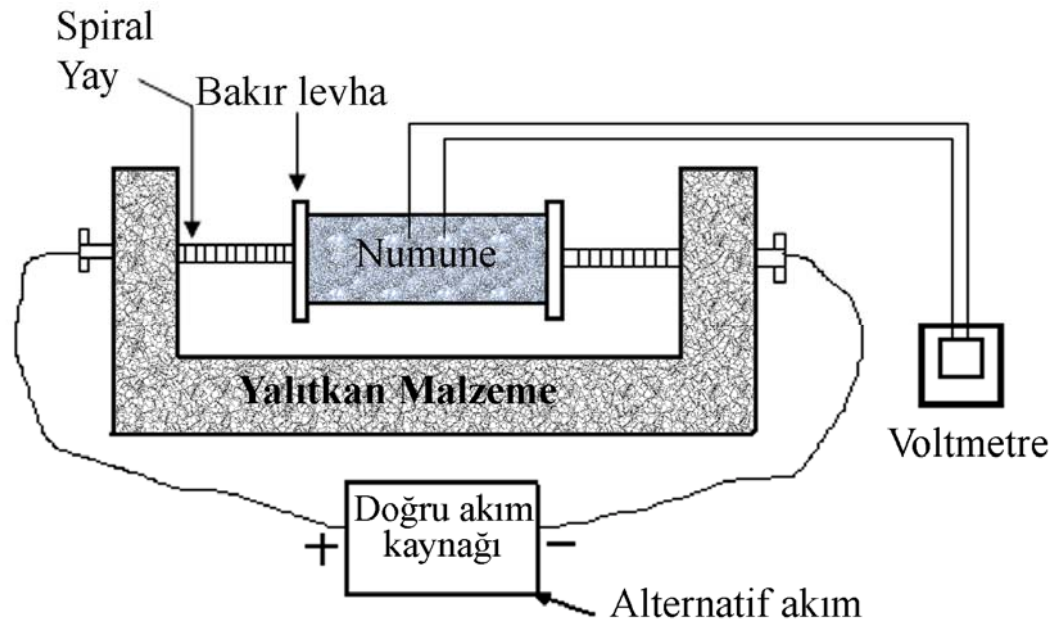 Spiral
Yay
Bakır levha
Numune
Yalıtkan Malzeme
Voltmetre
Doğru akım
kaynağı
+
−
Alternatif akım